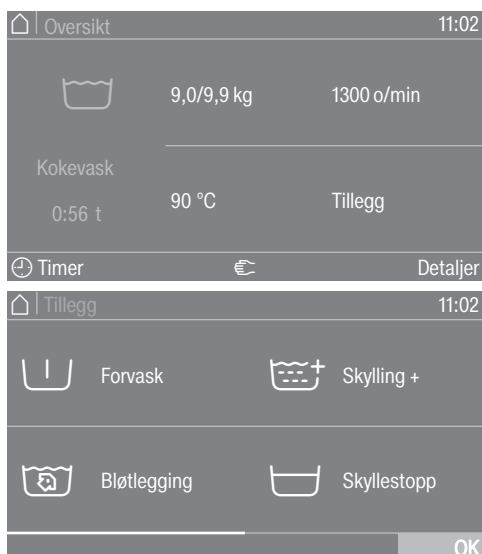 Oversikt 11:02
9,0/9,9 kg 1300 o/min
Kokevask
90 °C Tillegg
0:56 t
Timer Detaljer
Tillegg 11:02
Forvask Skylling +
Bløtlegging Skyllestopp
OK